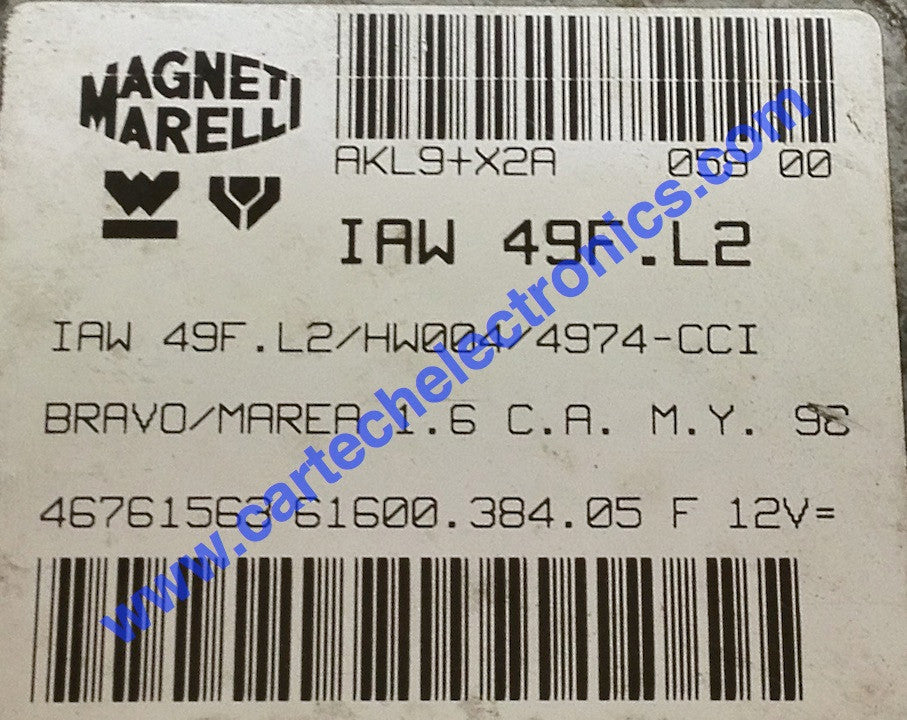 MAGNETI
MARELLI
AKL9+X2A 059 00
IAW 49F.L2
IAW 49F.L2/HW004/4974-CCI
BRAVO/MAREA 1.6 C.A. M.Y. 98
46761563 61600.384.05 F 12V=
www.cartechelectronics.com